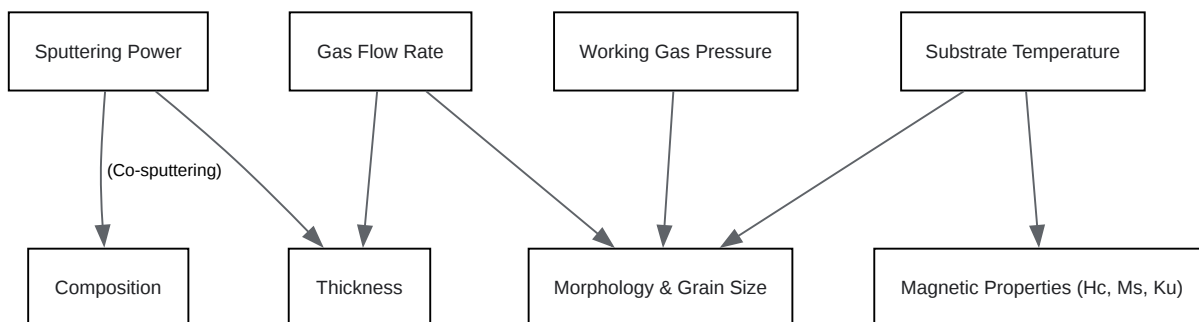 Sputtering Power
Gas Flow Rate
Working Gas Pressure
Substrate Temperature
(Co-sputtering)
Composition
Thickness
Morphology & Grain Size
Magnetic Properties (Hc, Ms, Ku)